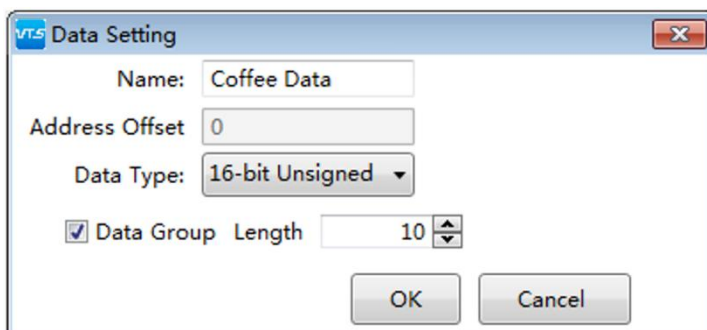 VTS Data Setting
Name: Coffee Data
Address Offset 0
Data Type: 16-bit Unsigned
Data Group Length 10
OK Cancel